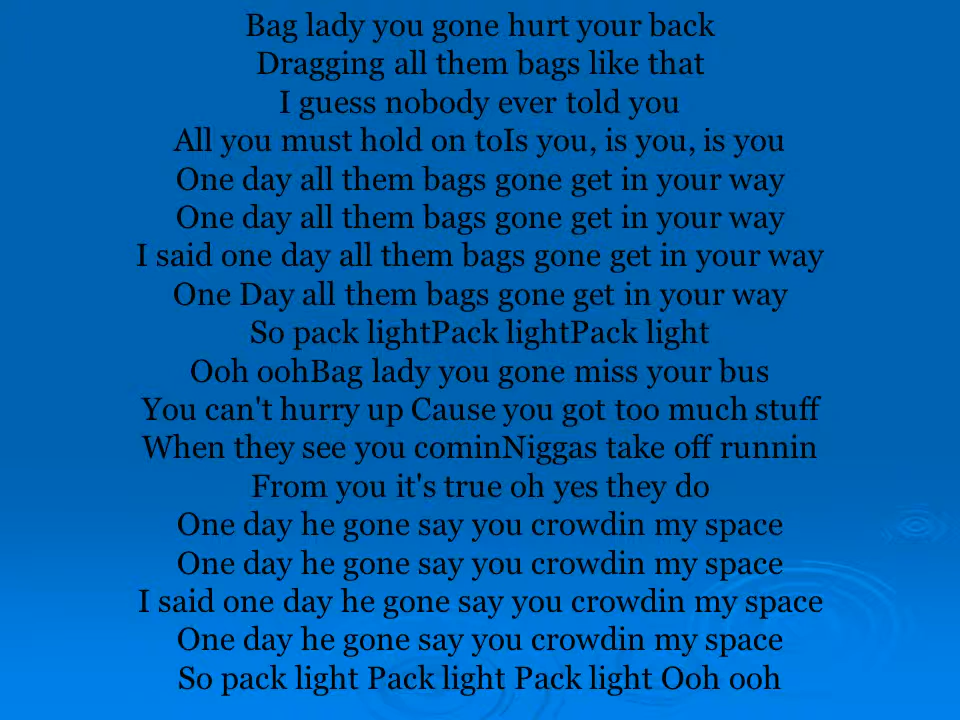 Bag lady you gone hurt your back
Dragging all them bags like that
I guess nobody ever told you
All you must hold on toIs you, is you, is you
One day all them bags gone get in your way
One day all them bags gone get in your way
I said one day all them bags gone get in your way
One Day all them bags gone get in your way
So pack lightPack lightPack light
Ooh oohBag lady you gone miss your bus
You can't hurry up Cause you got too much stuff
When they see you cominNiggas take off runnin
From you it's true oh yes they do
One day he gone say you crowdin my space
One day he gone say you crowdin my space
I said one day he gone say you crowdin my space
One day he gone say you crowdin my space
So pack light Pack light Pack light Ooh ooh